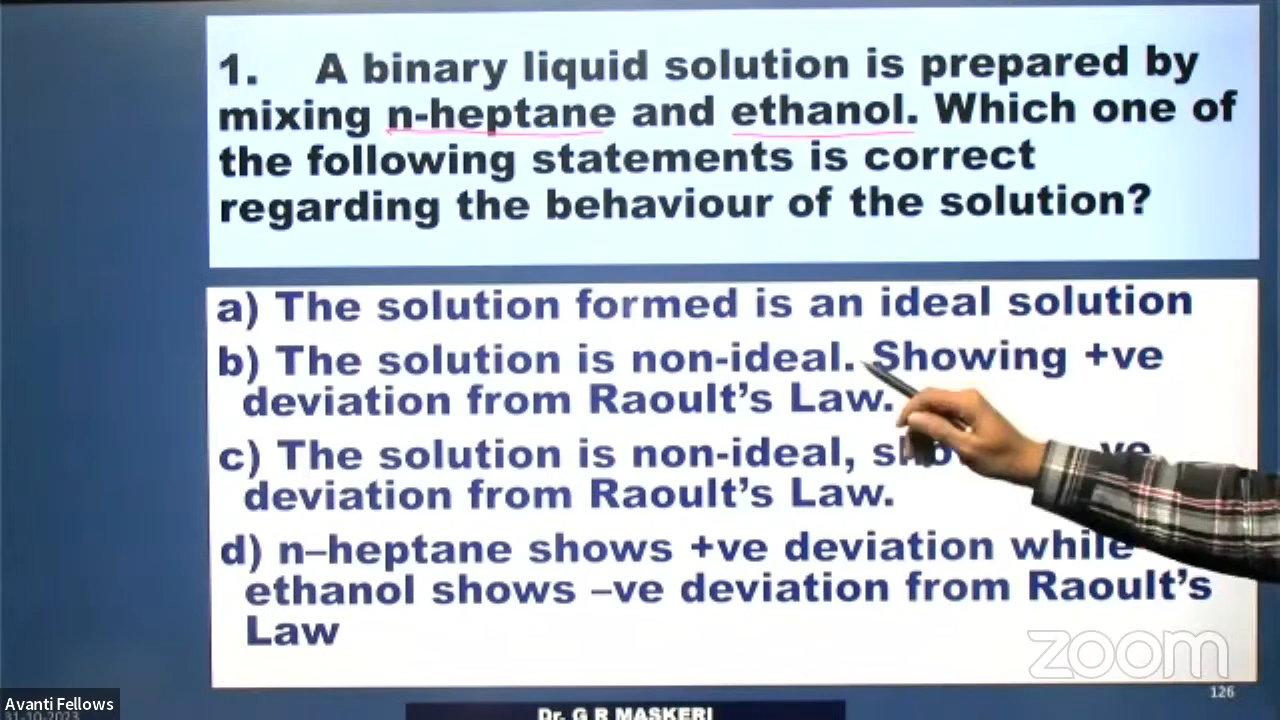 1. A binary liquid solution is prepared by
mixing n-heptane and ethanol. Which one of
the following statements is correct
regarding the behaviour of the solution?
a) The solution formed is an ideal solution
b) The solution is non-ideal. Showing +ve
deviation from Raoult's Law.
c) The solution is non-ideal,
deviation from Raoult's Law.
d) n–heptane shows +ve deviation while
ethanol shows –ve deviation from Raoult's
Law
zoom
126
Avanti Fellows
31-10-2023
Dr. G R MASKERI